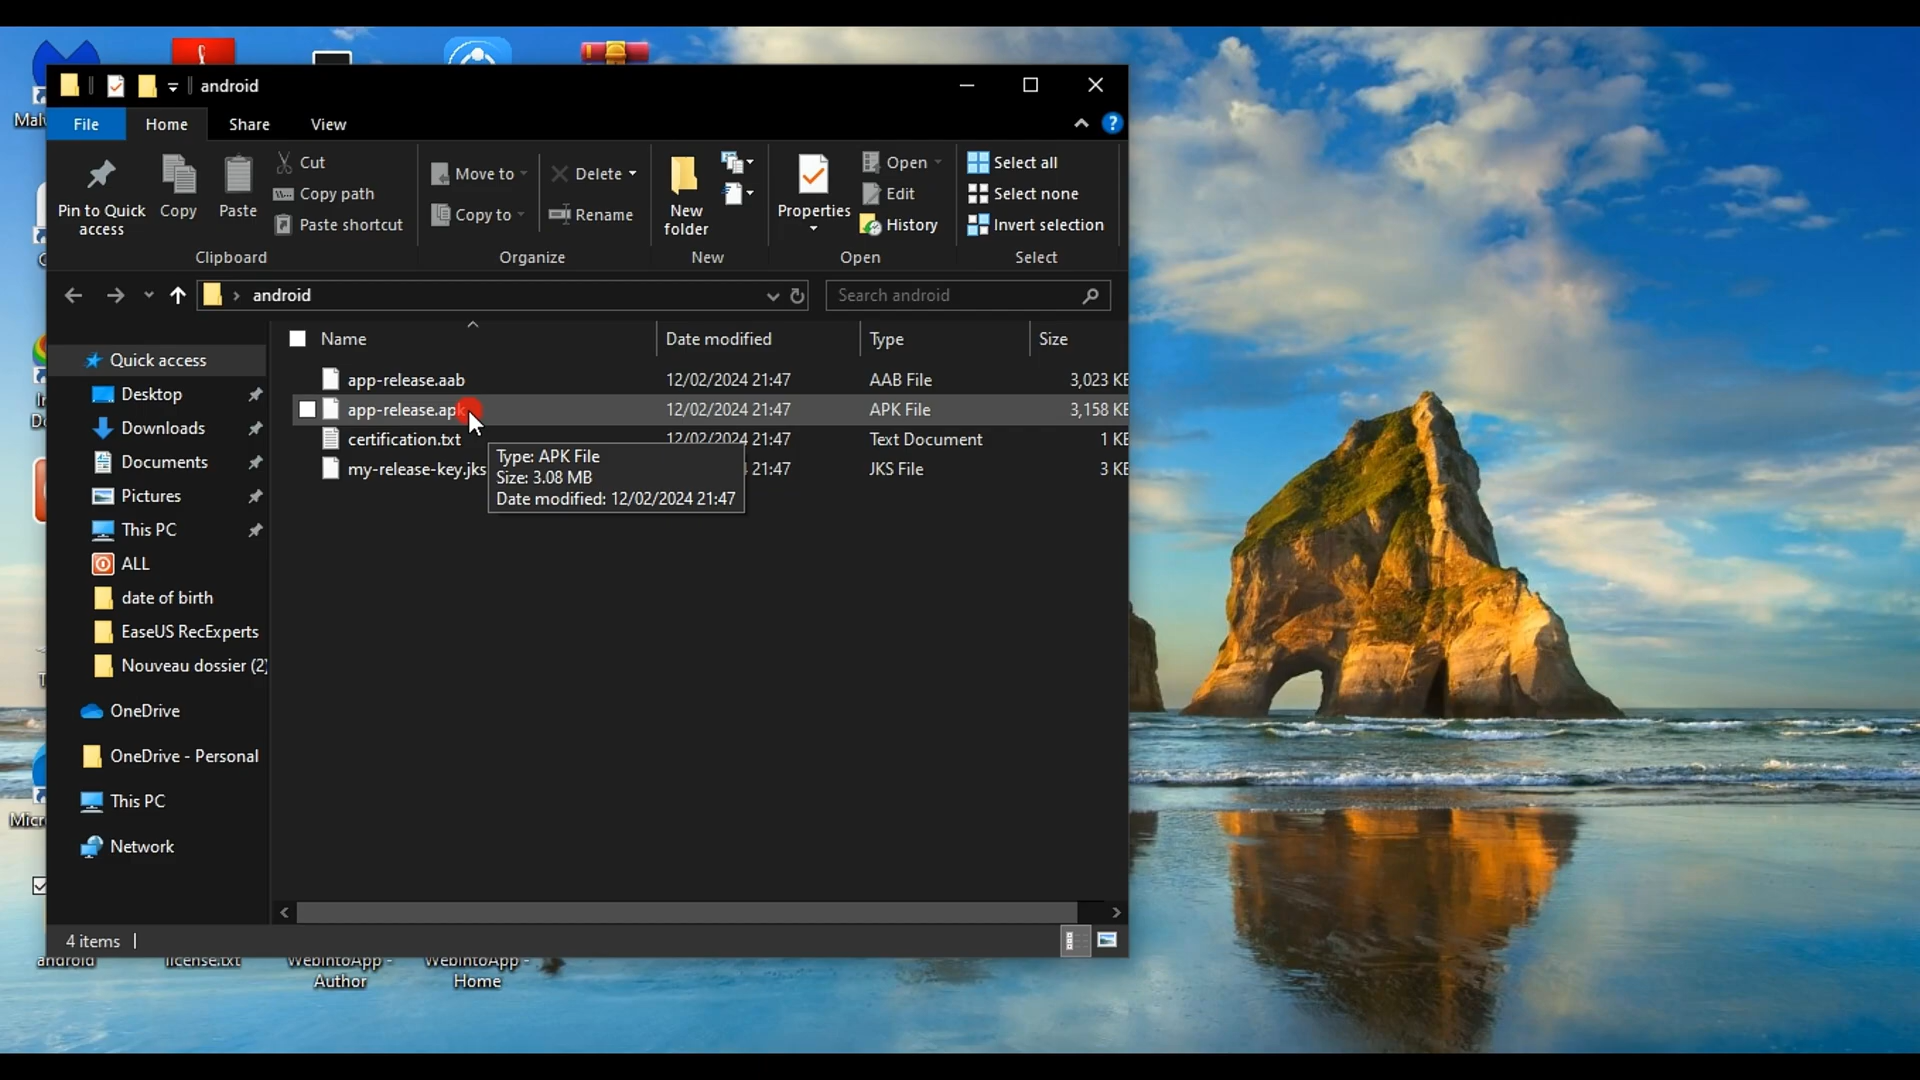 android
File
Home
Share
View
Pin to Quick access
Copy
Paste
Cut
Copy path
Paste shortcut
Clipboard
Move to
Copy to
Delete
Rename
Organize
New folder
New
Properties
Open
Edit
History
Open
Select all
Select none
Invert selection
Select
android
Search android
Name
Date modified
Type
Size
app-release.aab 12/02/2024 21:47 AAB File 3,023 KB
app-release.apk 12/02/2024 21:47 APK File 3,158 KB
certification.txt 12/02/2024 21:47 Text Document 1 KB
my-release-key.jks 21:47 JKS File 3 KB
Type: APK File
Size: 3.08 MB
Date modified: 12/02/2024 21:47
Quick access
Desktop
Downloads
Documents
Pictures
This PC
ALL
date of birth
EaseUS RecExperts
Nouveau dossier (2)
OneDrive
OneDrive - Personal
This PC
Network
4 items
android
license.txt
WebIntoApp - Author
WebIntoApp - Home